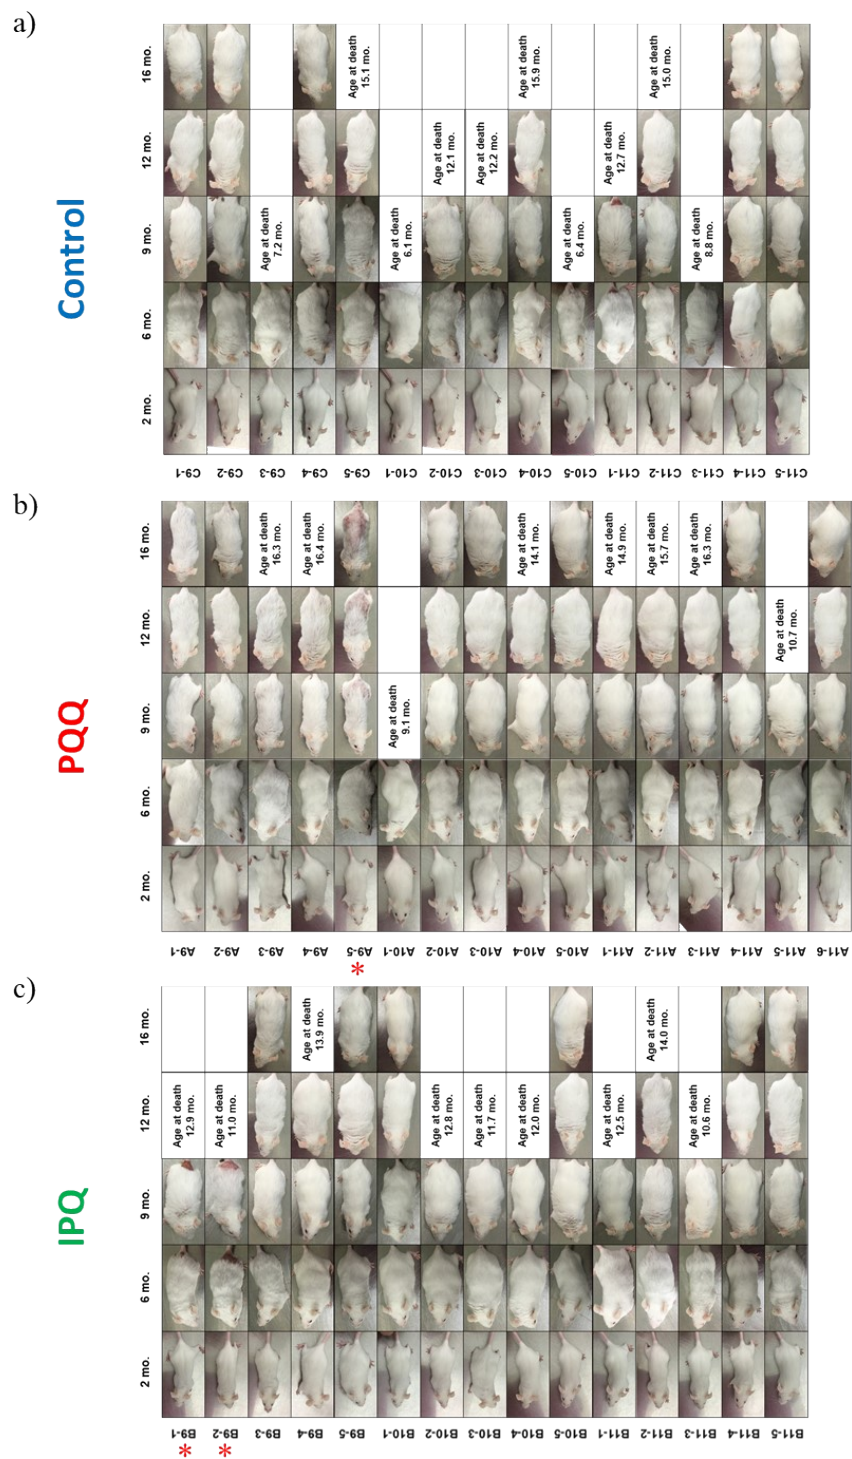 a)
Control
16 mo.
Age at death
15.1 mo.
Age at death
15.9 mo.
Age at death
15.0 mo.
12 mo.
Age at death
12.1 mo.
Age at death
12.2 mo.
Age at death
12.7 mo.
9 mo.
Age at death
7.2 mo.
Age at death
6.1 mo.
Age at death
6.4 mo.
Age at death
8.8 mo.
6 mo.
2 mo.
C9-1
C9-2
C9-3
C9-4
C9-5
C10-1
C10-2
C10-3
C10-4
C10-5
C11-1
C11-2
C11-3
C11-4
C11-5
b)
PQQ
16 mo.
Age at death
16.3 mo.
Age at death
16.4 mo.
Age at death
14.1 mo.
Age at death
14.9 mo.
Age at death
15.7 mo.
Age at death
16.3 mo.
12 mo.
Age at death
10.7 mo.
9 mo.
Age at death
9.1 mo.
6 mo.
2 mo.
A9-1
A9-2
A9-3
A9-4
* A9-5
A10-1
A10-2
A10-3
A10-4
A10-5
A11-1
A11-2
A11-3
A11-4
A11-5
A11-6
c)
IPQ
16 mo.
Age at death
13.9 mo.
Age at death
14.0 mo.
12 mo.
Age at death
12.9 mo.
Age at death
11.0 mo.
Age at death
12.8 mo.
Age at death
11.7 mo.
Age at death
12.0 mo.
Age at death
12.5 mo.
Age at death
10.6 mo.
9 mo.
6 mo.
2 mo.
* B9-1
* B9-2
B9-3
B9-4
B9-5
B10-1
B10-2
B10-3
B10-4
B10-5
B11-1
B11-2
B11-3
B11-4
B11-5